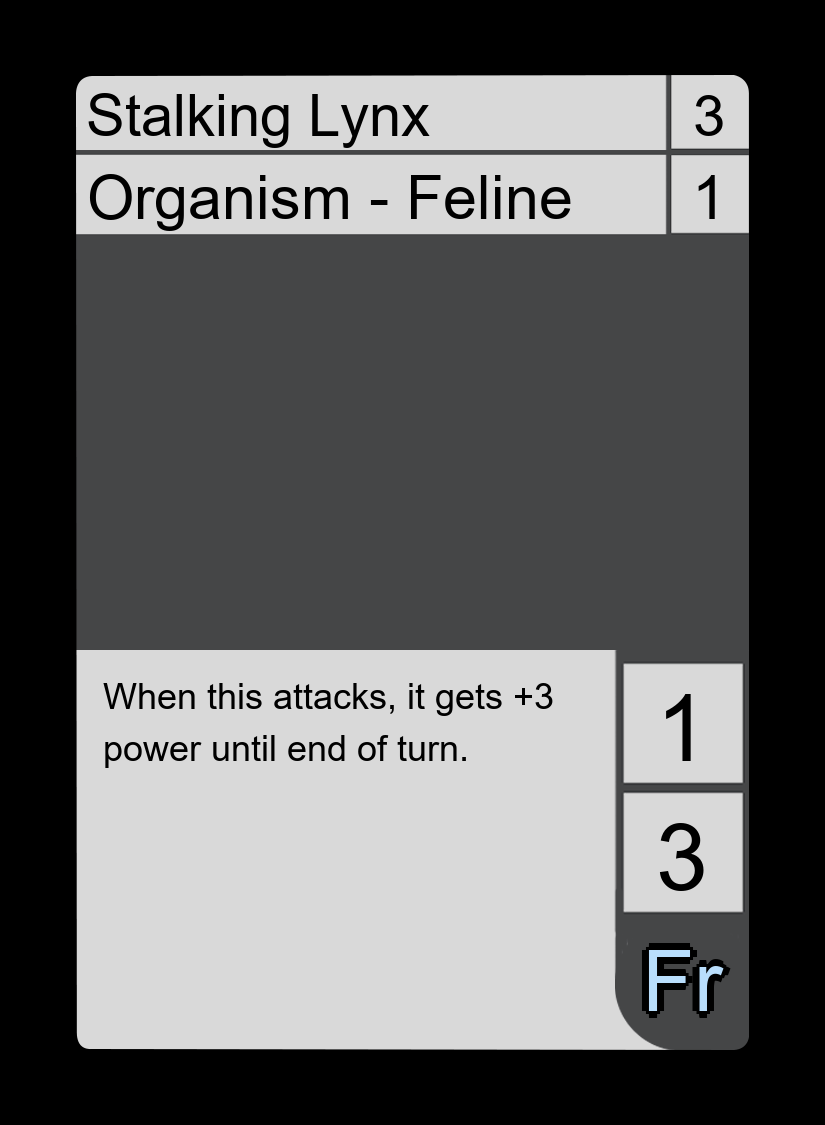 Stalking Lynx 3
Organism - Feline 1
When this attacks, it gets +3
power until end of turn.
1
3
Fr